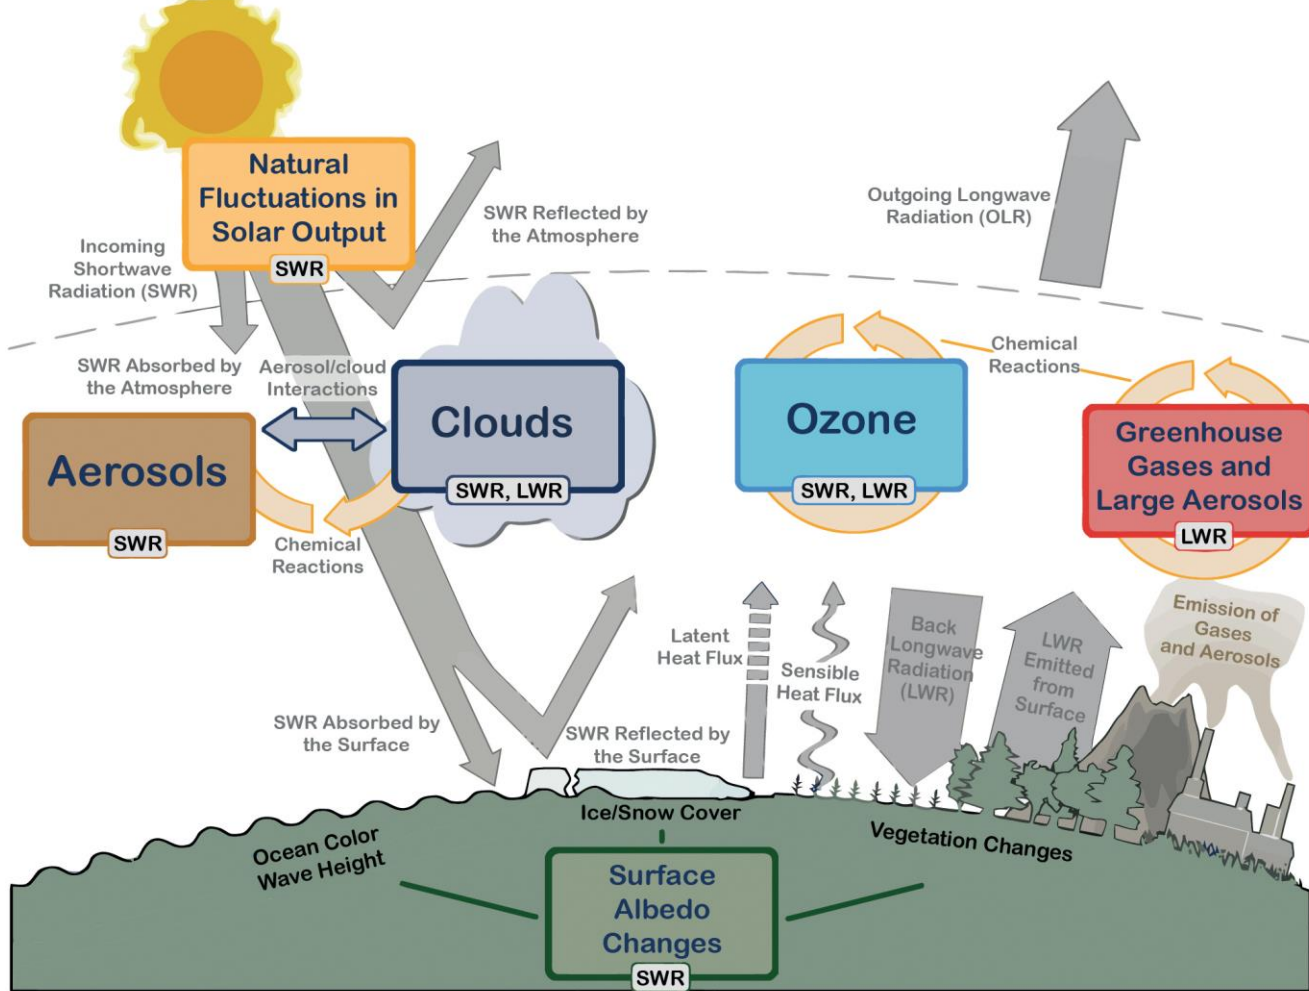 Natural
Fluctuations in
Solar Output
SWR
Incoming
Shortwave
Radiation (SWR)
SWR Reflected by
the Atmosphere
Outgoing Longwave
Radiation (OLR)
SWR Absorbed by
the Atmosphere
Aerosol/cloud
Interactions
Chemical
Reactions
Aerosols
SWR
Clouds
SWR, LWR
Ozone
SWR, LWR
Greenhouse
Gases and
Large Aerosols
LWR
Chemical
Reactions
Emission of
Gases
and Aerosols
Latent
Heat Flux
Sensible
Heat Flux
Back
Longwave
Radiation
(LWR)
LWR
Emitted
from
Surface
SWR Absorbed by
the Surface
SWR Reflected by
the Surface
Ice/Snow Cover
Ocean Color
Wave Height
Vegetation Changes
Surface
Albedo
Changes
SWR